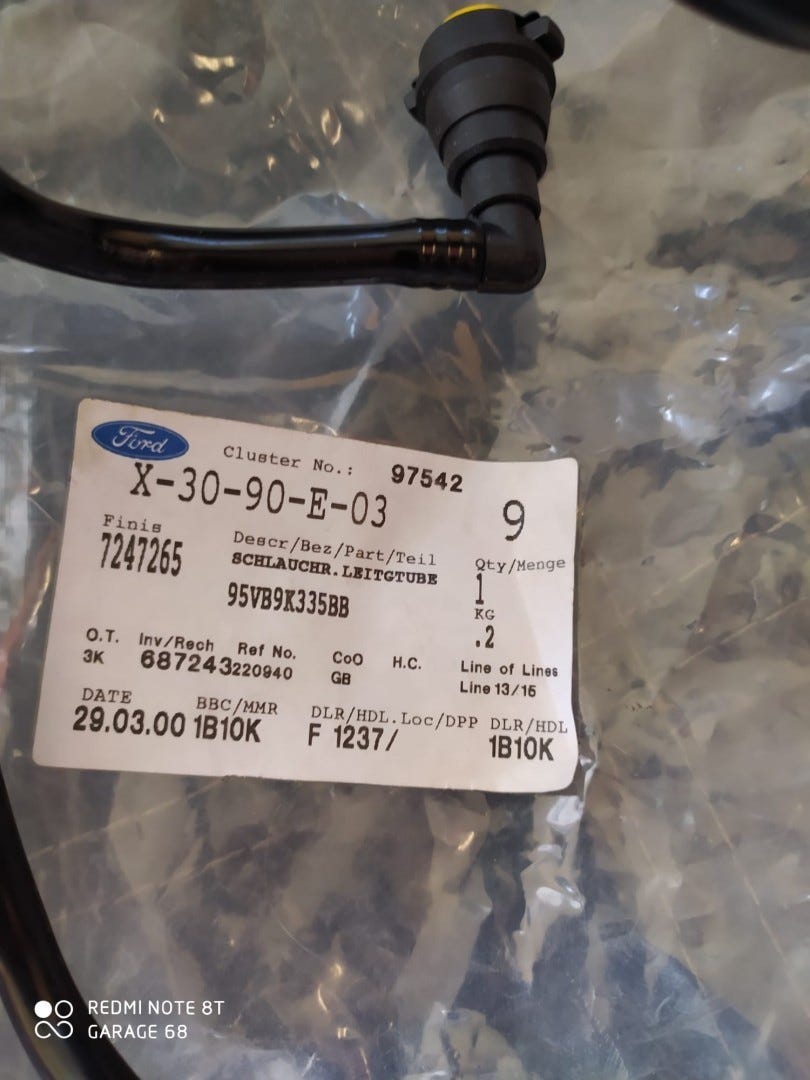 Ford
Cluster No.: 97542
X-30-90-E-03 9
Finis Descr/Bez/Part/Teil Qty/Menge
7247265 SCHLAUCHR.LEITGTUBE 1
95VB9K335BB KG
.2
O.T. Inv/Rech Ref No. CoO H.C. Line of Lines
3K 687243 220940 GB Line 13/15
DATE BBC/MMR DLR/HDL.Loc/DPP DLR/HDL
29.03.00 1B10K F 1237/ 1B10K
REDMI NOTE 8T
GARAGE 68